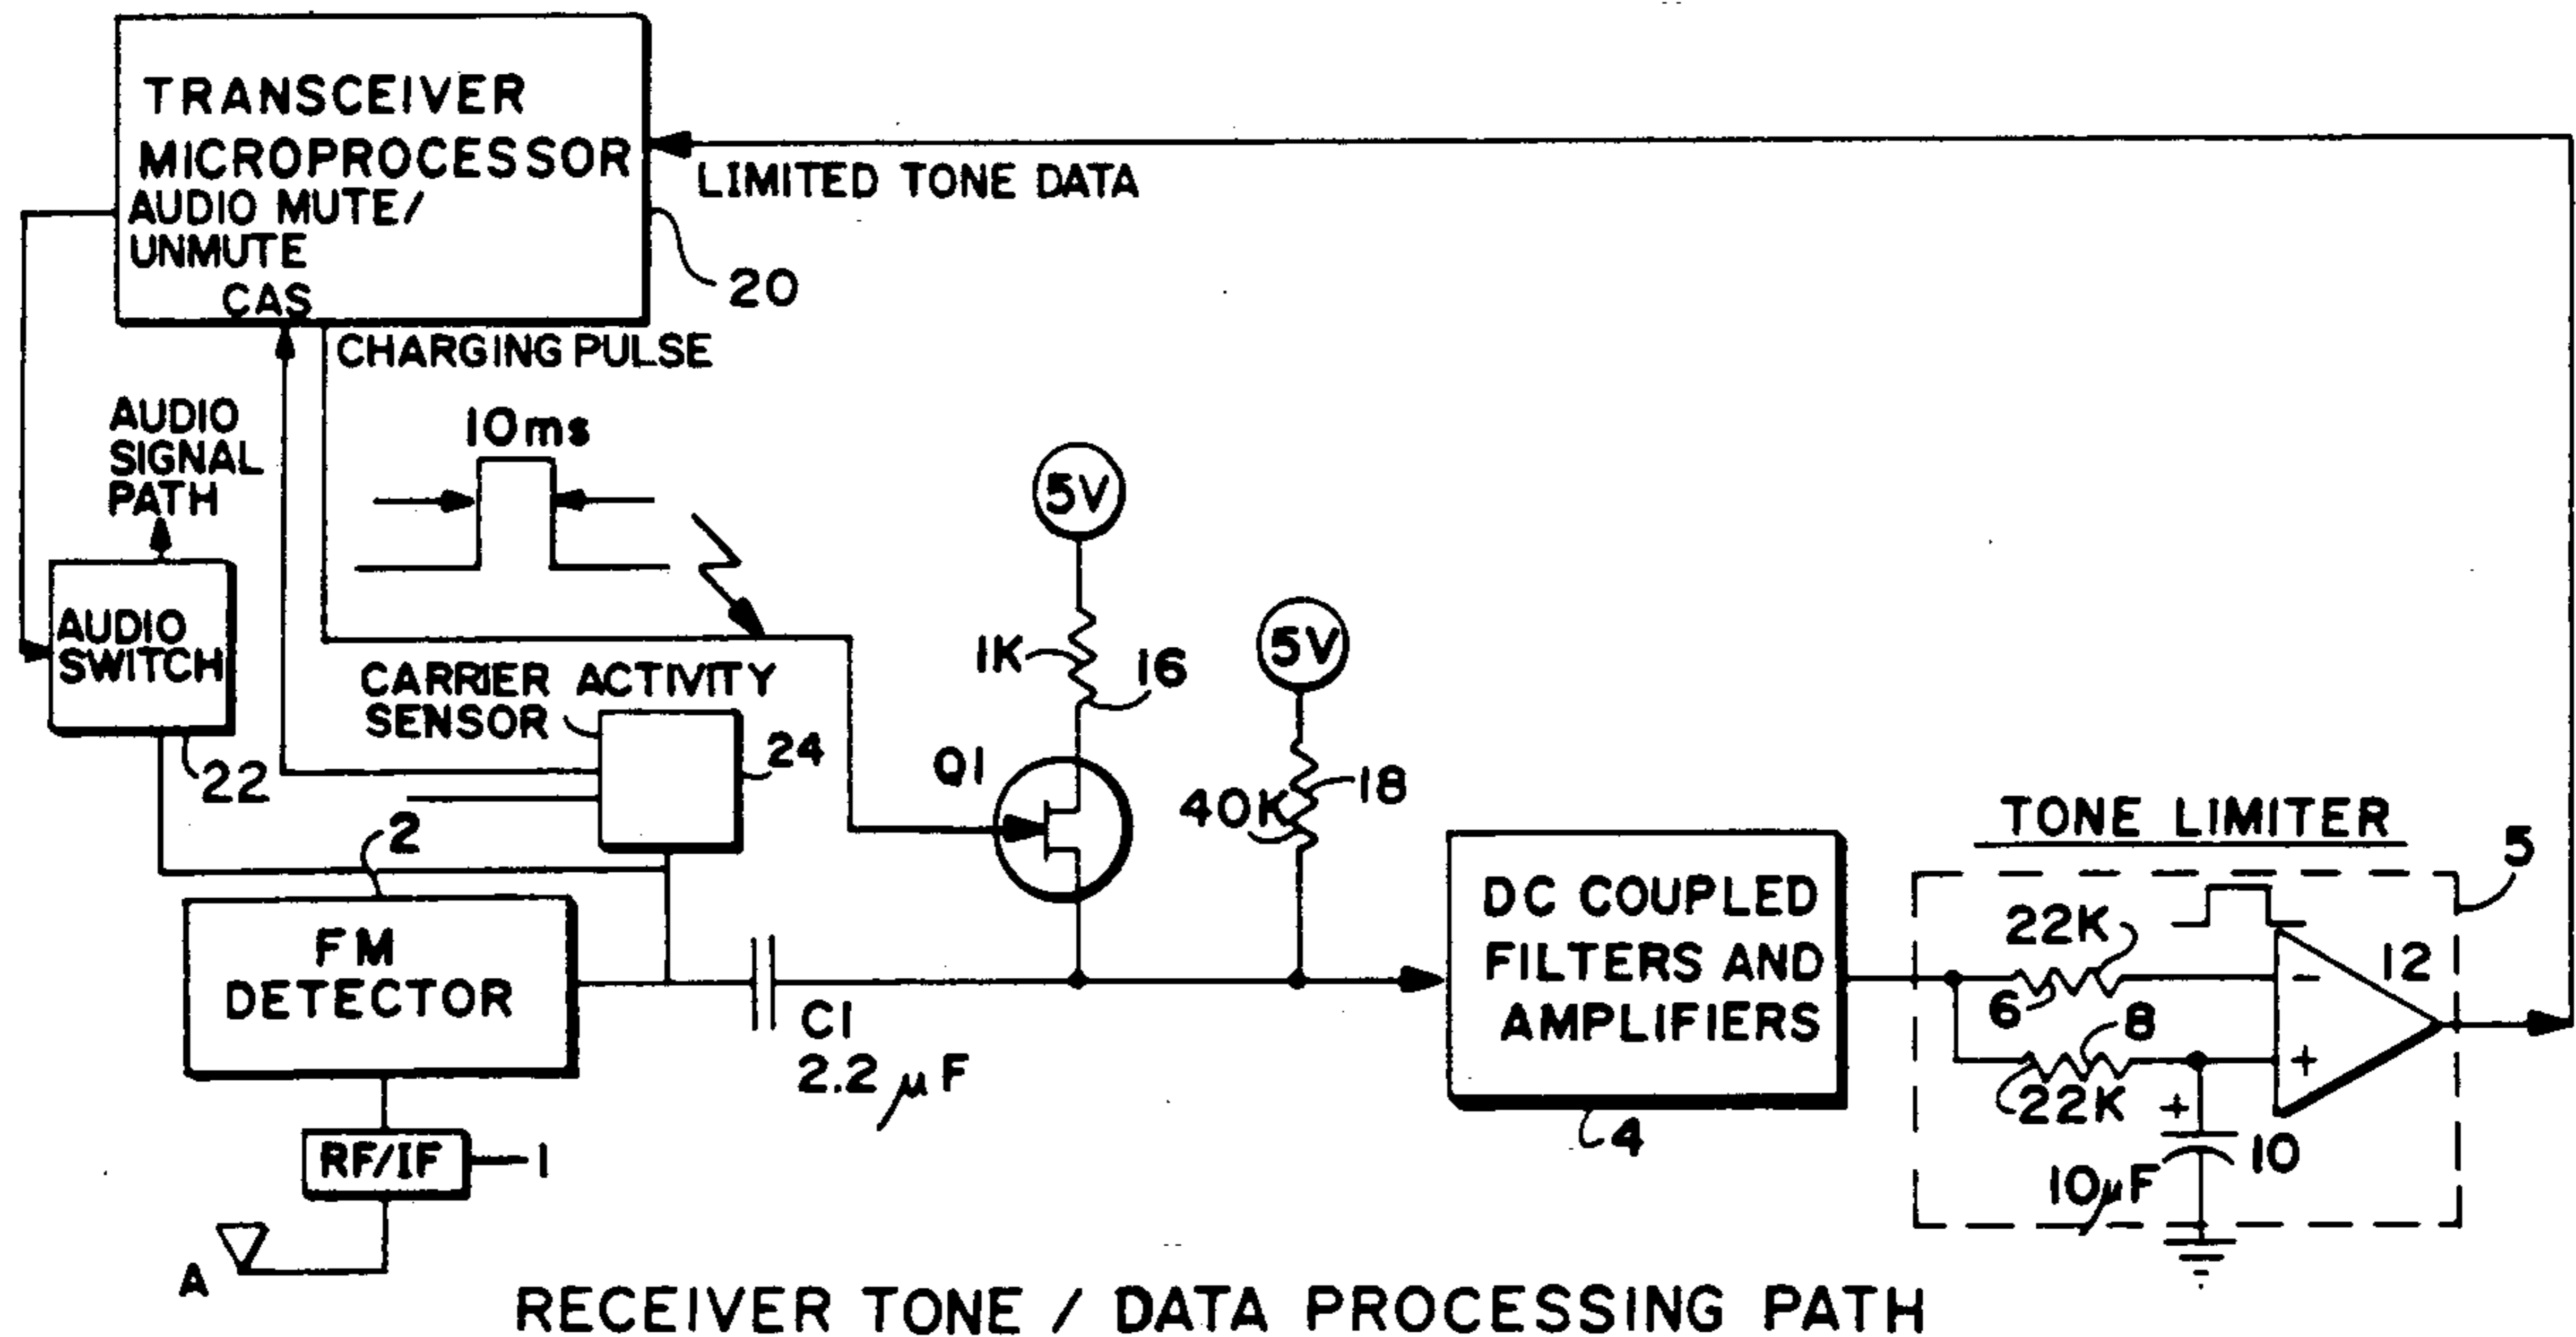 TRANSCEIVER
MICROPROCESSOR
AUDIO MUTE/
UNMUTE
CAS
LIMITED TONE DATA
20
CHARGING PULSE
AUDIO
SIGNAL
PATH
10ms
5V
AUDIO
SWITCH
22
CARRIER ACTIVITY
SENSOR
24
1K
16
5V
Q1
40K
18
2
FM
DETECTOR
C1
2.2 µF
DC COUPLED
FILTERS AND
AMPLIFIERS
4
TONE LIMITER
5
22K
12
-
6
8
+
22K
+
10µF
10
RF/IF
1
A
RECEIVER TONE / DATA PROCESSING PATH